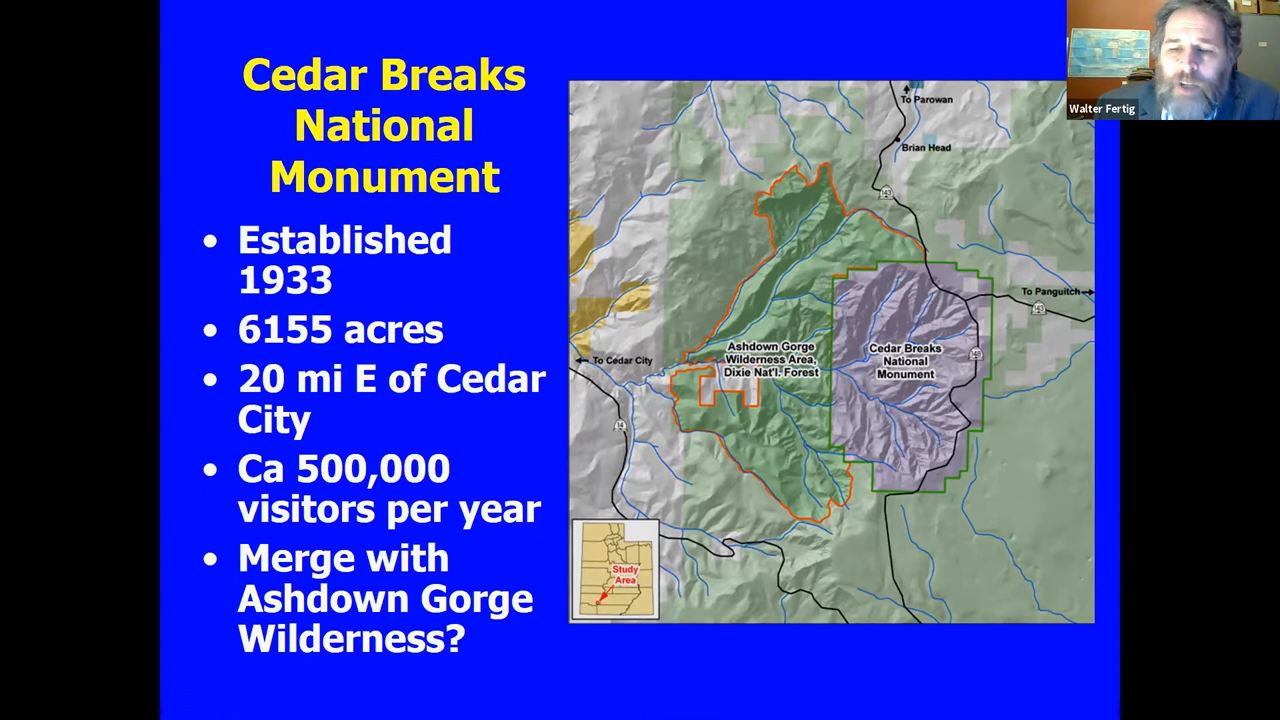 Cedar Breaks
National
Monument
• Established
1933
• 6155 acres
• 20 mi E of Cedar
City
• Ca 500,000
visitors per year
• Merge with
Ashdown Gorge
Wilderness?
To Parowan
Brian Head
143
To Panguitch
143
Ashdown Gorge
Wilderness Area,
Dixie Nat'l. Forest
Cedar Breaks
National
Monument
148
To Cedar City
14
Study
Area
Walter Fertig